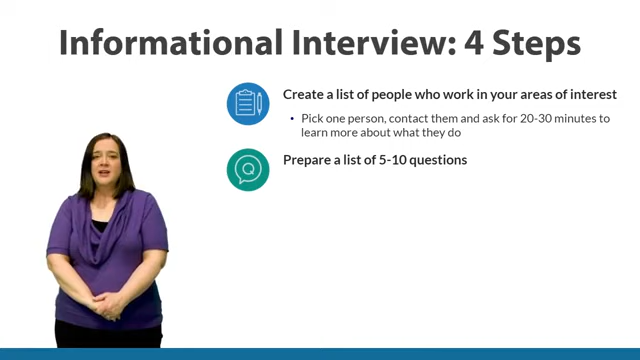 Informational Interview: 4 Steps
Create a list of people who work in your areas of interest
• Pick one person, contact them and ask for 20-30 minutes to
learn more about what they do
Q
Prepare a list of 5-10 questions